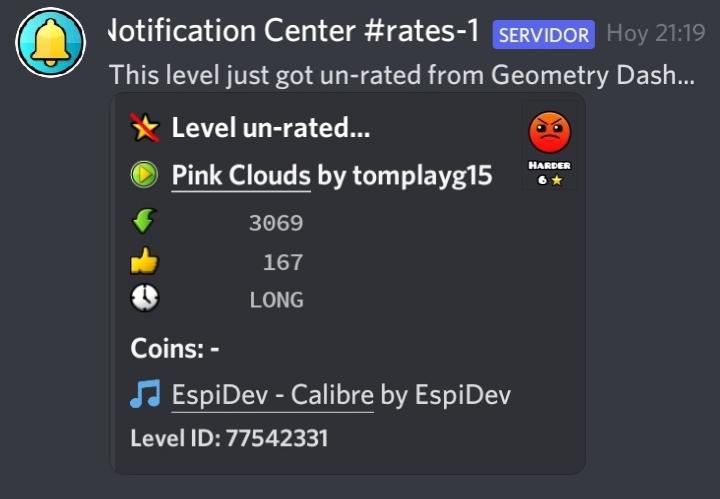 Notification Center #rates-1 SERVIDOR Hoy 21:19
This level just got un-rated from Geometry Dash...
Level un-rated...
Pink Clouds by tomplayg15
HARDER
6
3069
167
LONG
Coins: -
EspiDev - Calibre by EspiDev
Level ID: 77542331